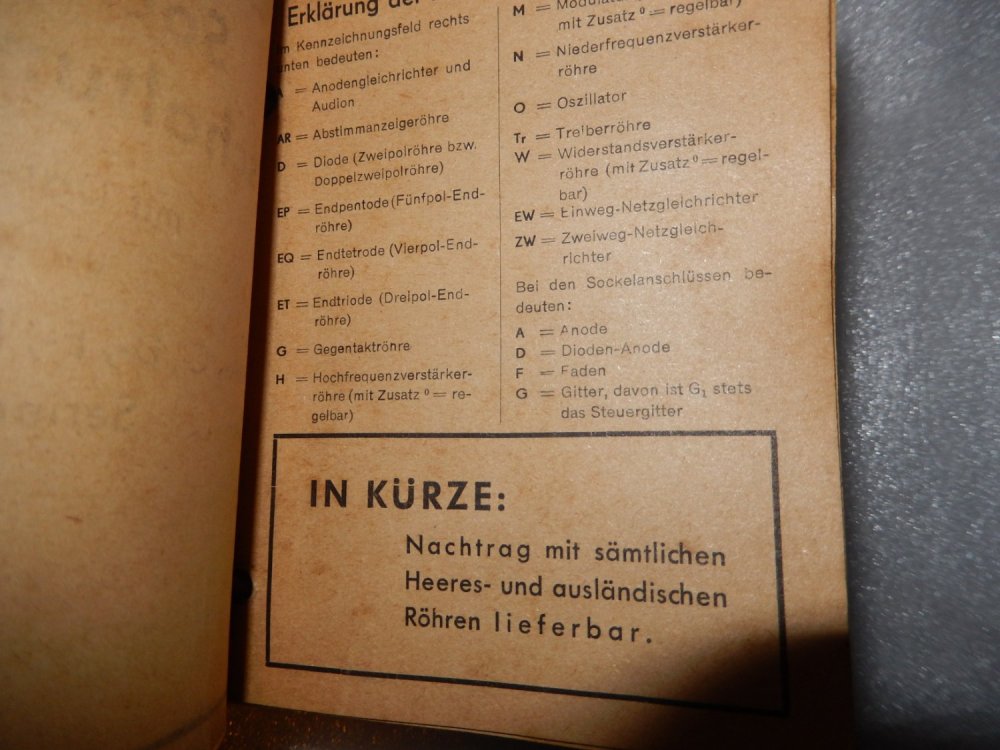 Erklärung der
Im Kennzeichnungsfeld rechts
unten bedeuten:
A = Anodengleichrichter und
Audion
AR = Abstimmanzeigeröhre
D = Diode (Zweipolröhre bzw.
Doppelzweipolröhre)
EP = Endpentode (Fünfpol-End-
röhre)
EQ = Endtetrode (Vierpol-End-
röhre)
ET = Endtriode (Dreipol-End-
röhre)
G = Gegentaktröhre
H = Hochfrequenzverstärker-
röhre (mit Zusatz ⁰ = re-
gelbar)
M =
mit Zusatz ⁰ = regelbar)
N = Niederfrequenzverstärker-
röhre
O = Oszillator
Tr = Treiberröhre
W = Widerstandsverstärker-
röhre (mit Zusatz ⁰ = regel-
bar)
EW = Einweg-Netzgleichrichter
ZW = Zweiweg-Netzgleich-
richter
Bei den Sockelanschlüssen be-
deuten:
A = Anode
D = Dioden-Anode
F = Faden
G = Gitter, davon ist G₁ stets
das Steuergitter
IN KÜRZE:
Nachtrag mit sämtlichen
Heeres- und ausländischen
Röhren lieferbar.